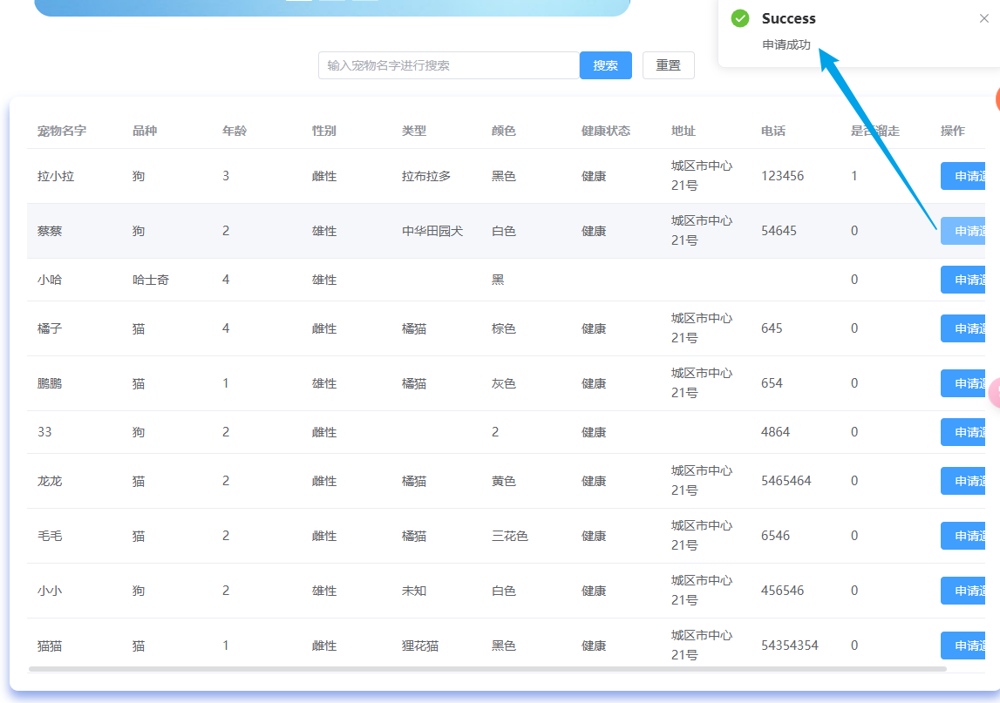 Success
申请成功
输入宠物名字进行搜索 搜索 重置
宠物名字 品种 年龄 性别 类型 颜色 健康状态 地址 电话 是否溜走 操作
拉小拉 狗 3 雌性 拉布拉多 黑色 健康 城区市中心 123456 1 申请
21号
蔡蔡 狗 2 雄性 中华田园犬 白色 健康 城区市中心 54645 0 申请
21号
小哈 哈士奇 4 雄性 黑 0 申请
橘子 猫 4 雌性 橘猫 棕色 健康 城区市中心 645 0 申请
21号
鹏鹏 猫 1 雄性 橘猫 灰色 健康 城区市中心 654 0 申请
21号
33 狗 2 雌性 2 健康 4864 0 申请
龙龙 猫 2 雌性 橘猫 黄色 健康 城区市中心 5465464 0 申请
21号
毛毛 猫 2 雌性 橘猫 三花色 健康 城区市中心 6546 0 申请
21号
小小 狗 2 雄性 未知 白色 健康 城区市中心 456546 0 申请
21号
猫猫 猫 1 雌性 狸花猫 黑色 健康 城区市中心 54354354 0 申请
21号